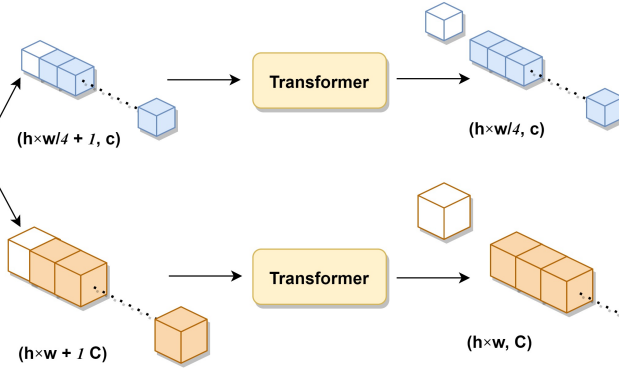 Transformer
(h×w/4 + 1, c)
(h×w/4, c)
Transformer
(h×w + 1 C)
(h×w, C)